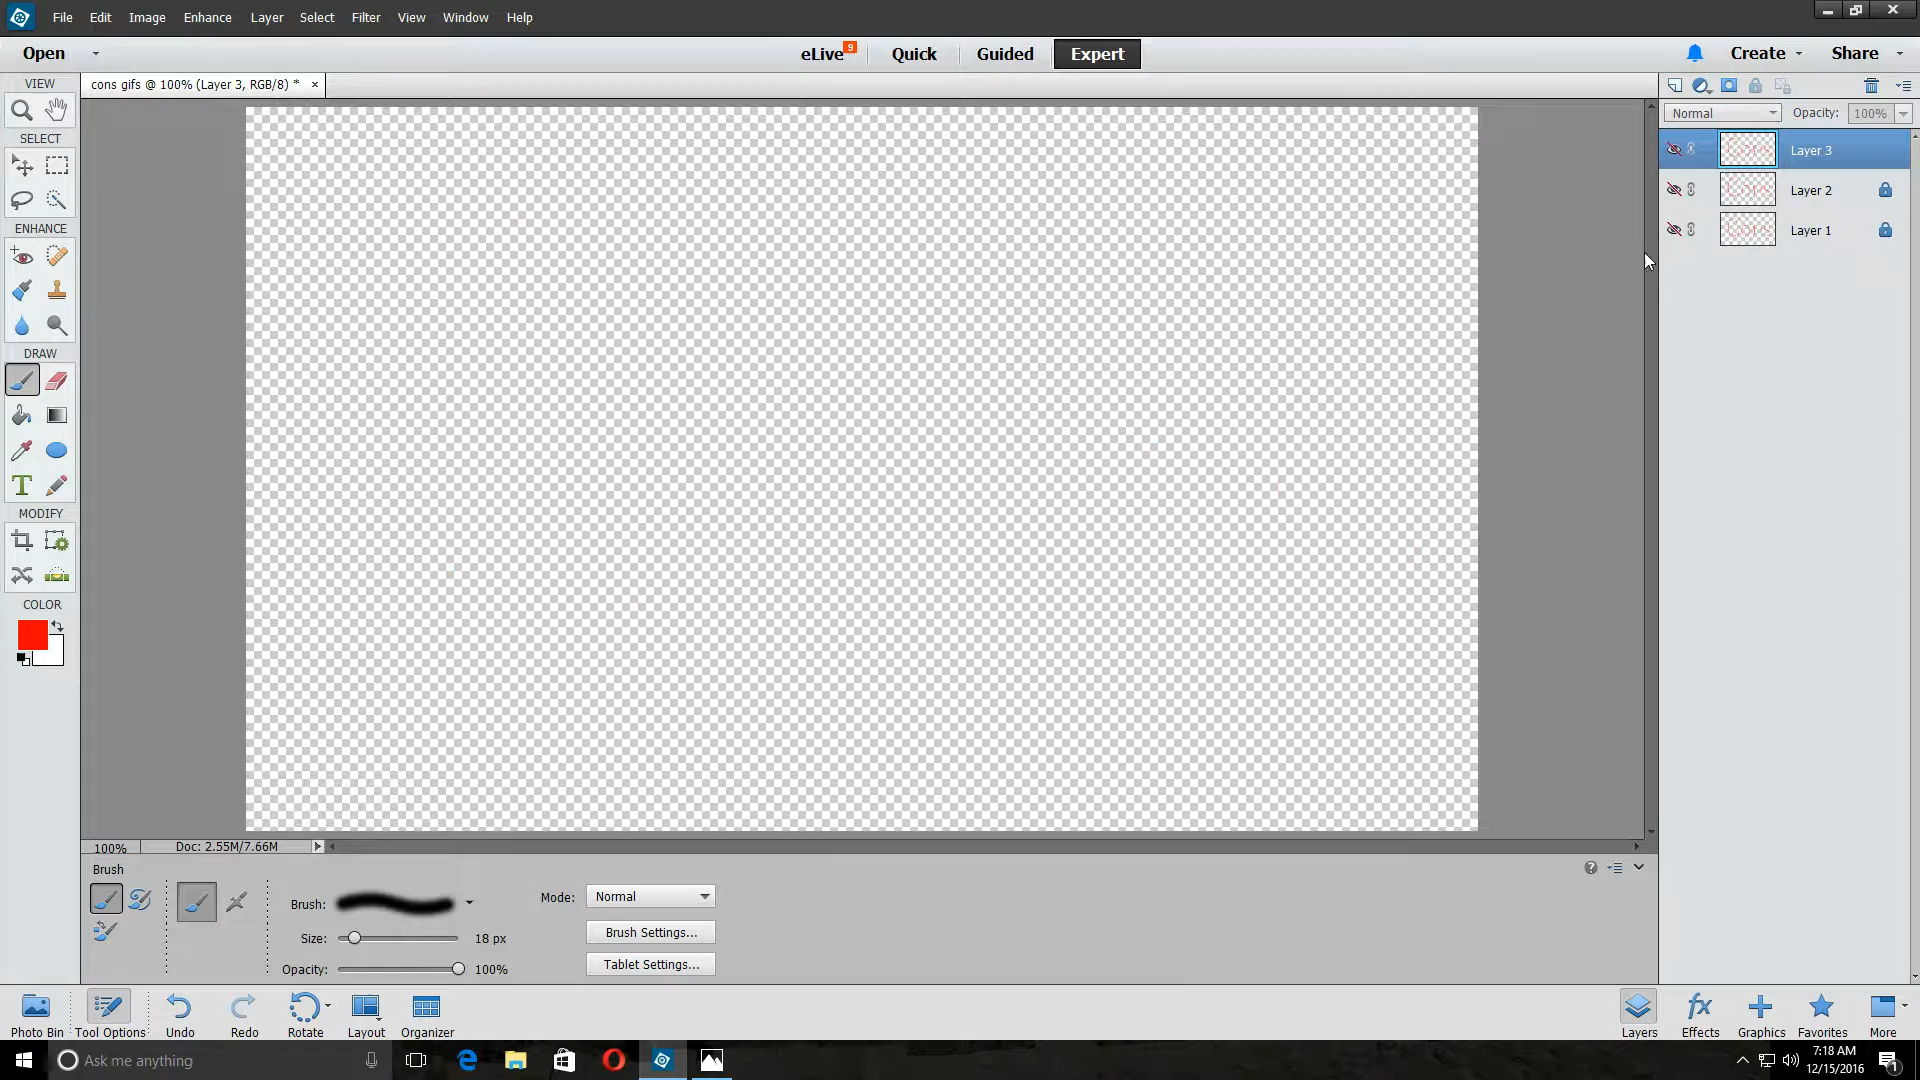 File Edit Image Enhance Layer Select Filter View Window Help
Open eLive 9 Quick Guided Expert Create Share
VIEW cons gifs @ 100% (Layer 3, RGB/8) * ×
Normal Opacity: 100%
SELECT
Layer 3
Layer 2
Layer 1
ENHANCE
DRAW
T
MODIFY
COLOR
100% Doc: 2.55M/7.66M
Brush
Brush: Mode: Normal
Size: 18 px Brush Settings...
Opacity: 100% Tablet Settings...
fx
Photo Bin Tool Options Undo Redo Rotate Layout Organizer Layers Effects Graphics Favorites More
Ask me anything 7:18 AM
12/15/2016 1